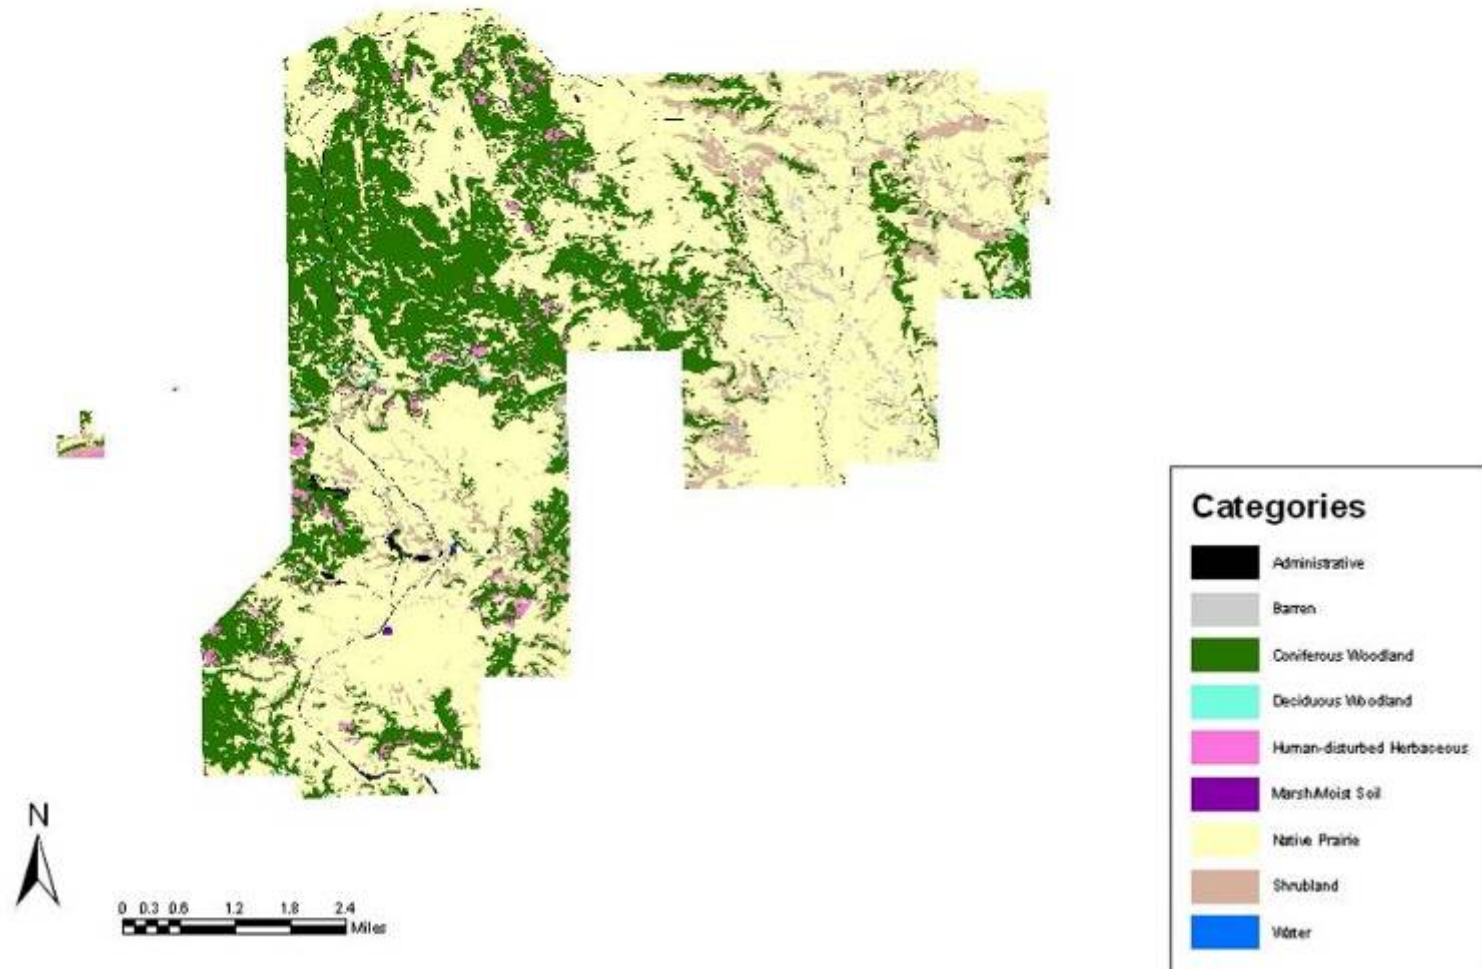 Categories
Administrative
Barren
Coniferous Woodland
Deciduous Woodland
Human-disturbed Herbaceous
Marsh/Moist Soil
Native Prairie
Shrubland
Water
N
0 0.3 0.6 1.2 1.8 2.4
Miles